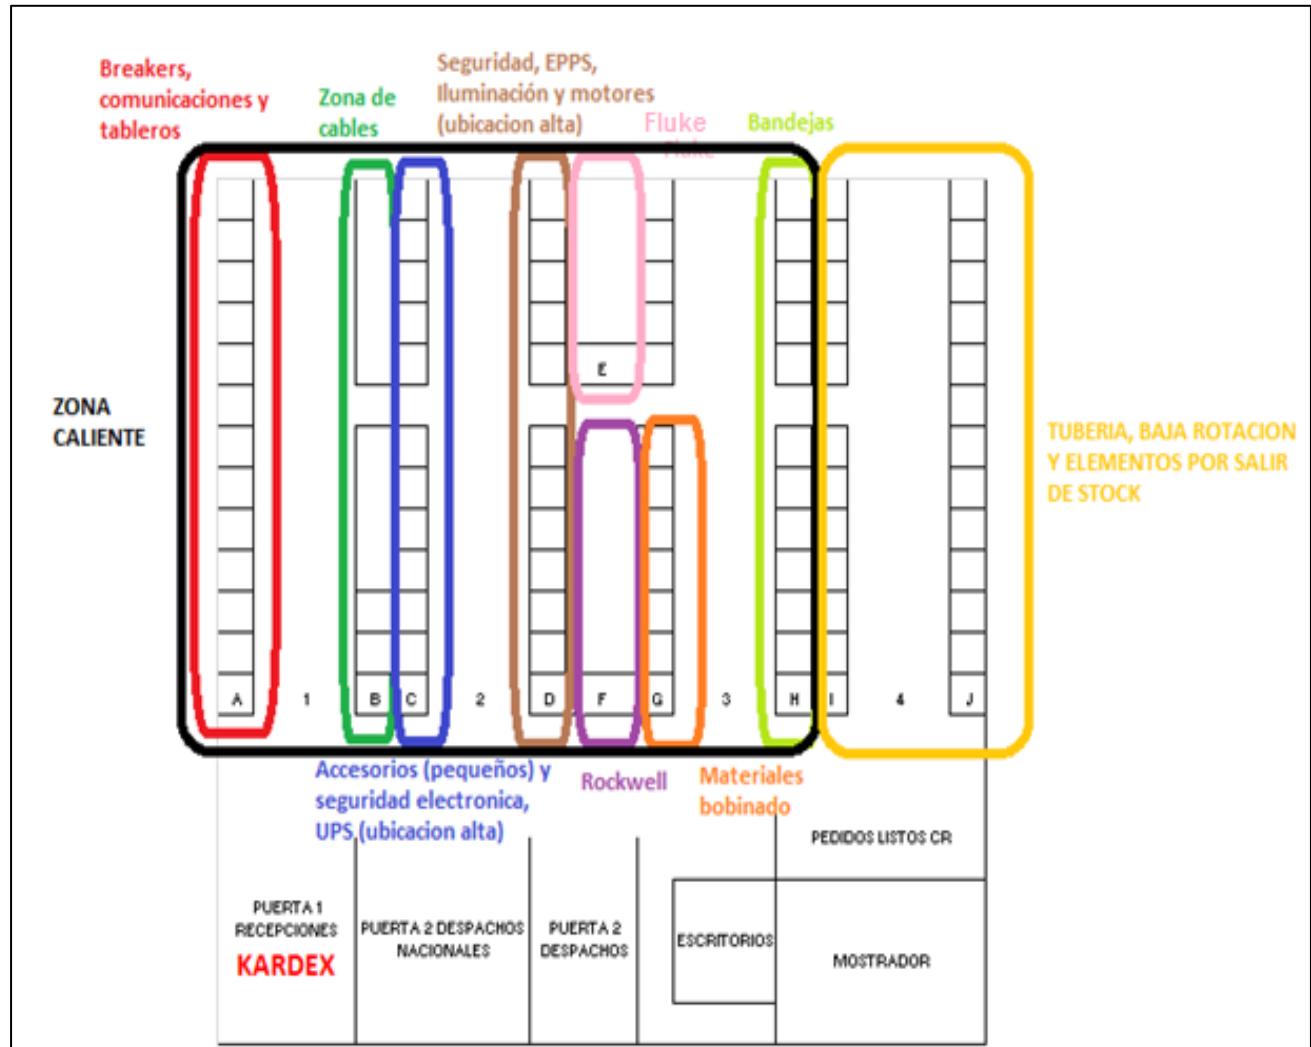 Breakers,
comunicaciones y
tableros
Zona de
cables
Seguridad, EPPS,
Iluminación y motores
(ubicacion alta)
Fluke
Fluke
Bandejas
ZONA
CALIENTE
E
TUBERIA, BAJA ROTACION
Y ELEMENTOS POR SALIR
DE STOCK
A 1 B C 2 D F G 3 H I 4 J
Accesorios (pequeños) y
seguridad electronica,
UPS,(ubicacion alta)
Rockwell
Materiales
bobinado
PEDIDOS LISTOS CR
PUERTA 1
RECEPCIONES
KARDEX
PUERTA 2 DESPACHOS
NACIONALES
PUERTA 2
DESPACHOS
ESCRITORIOS
MOSTRADOR